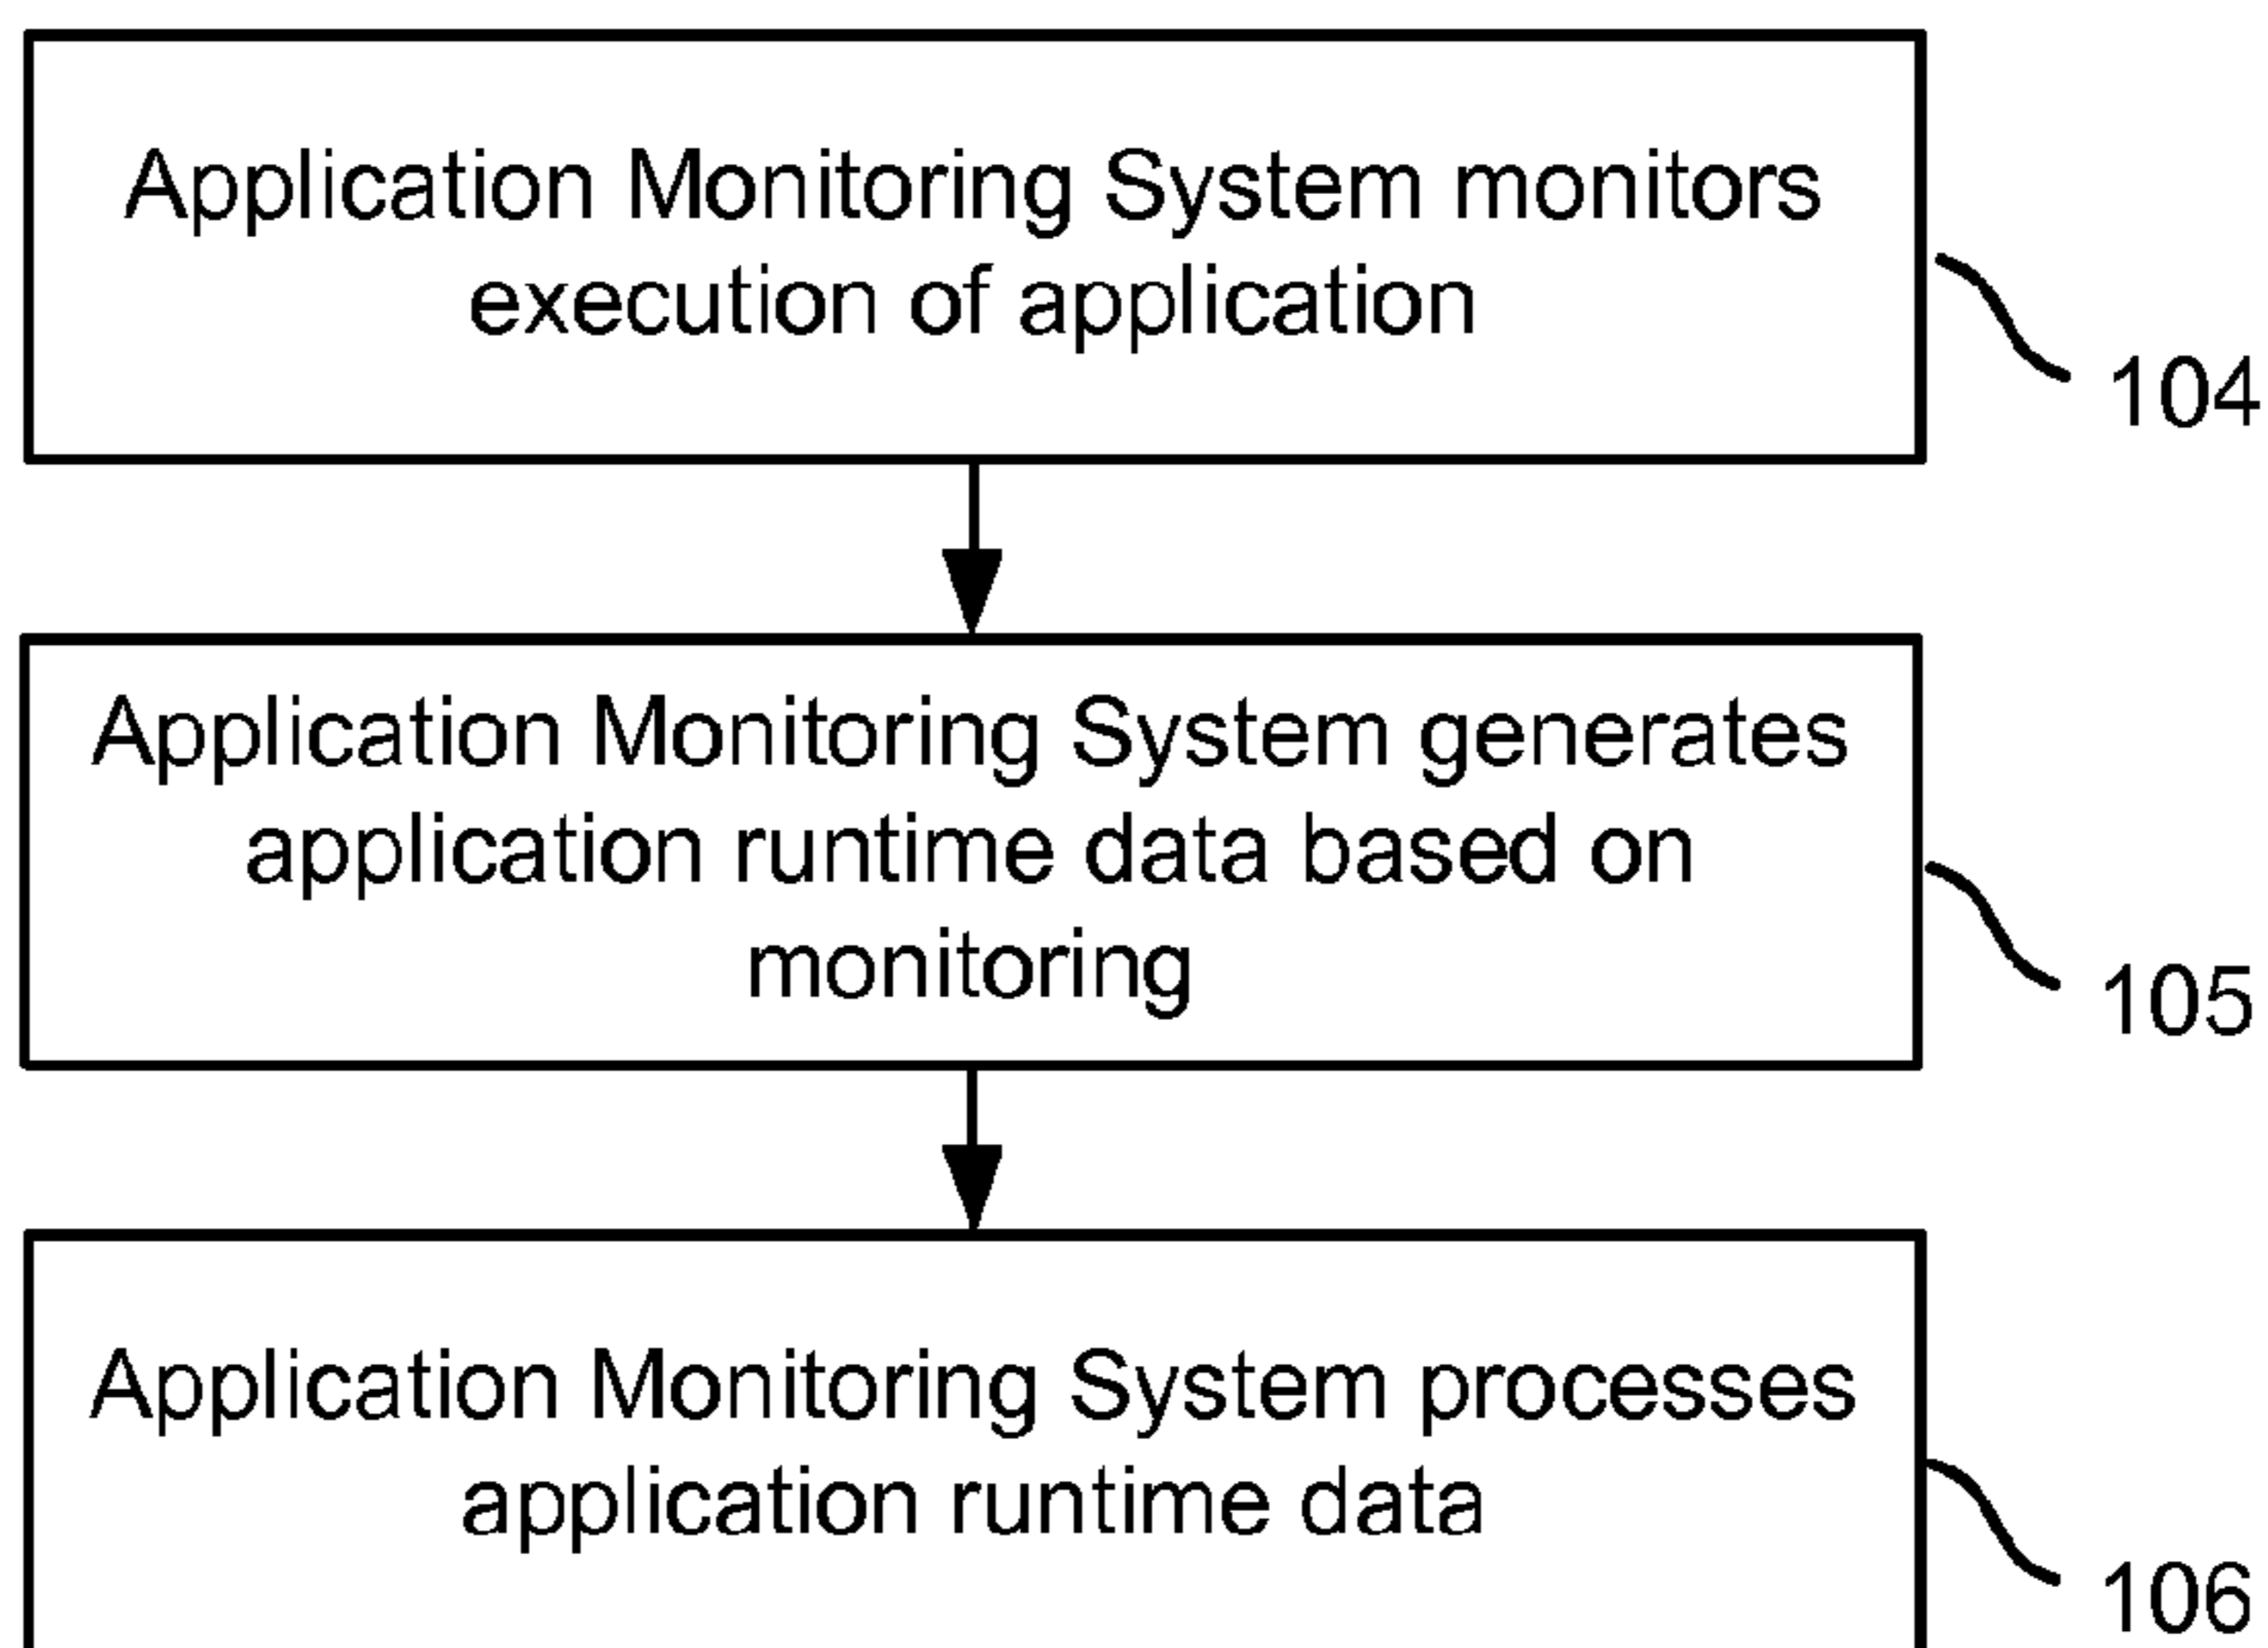 Application Monitoring System monitors
execution of application
104
Application Monitoring System generates
application runtime data based on
monitoring
105
Application Monitoring System processes
application runtime data
106